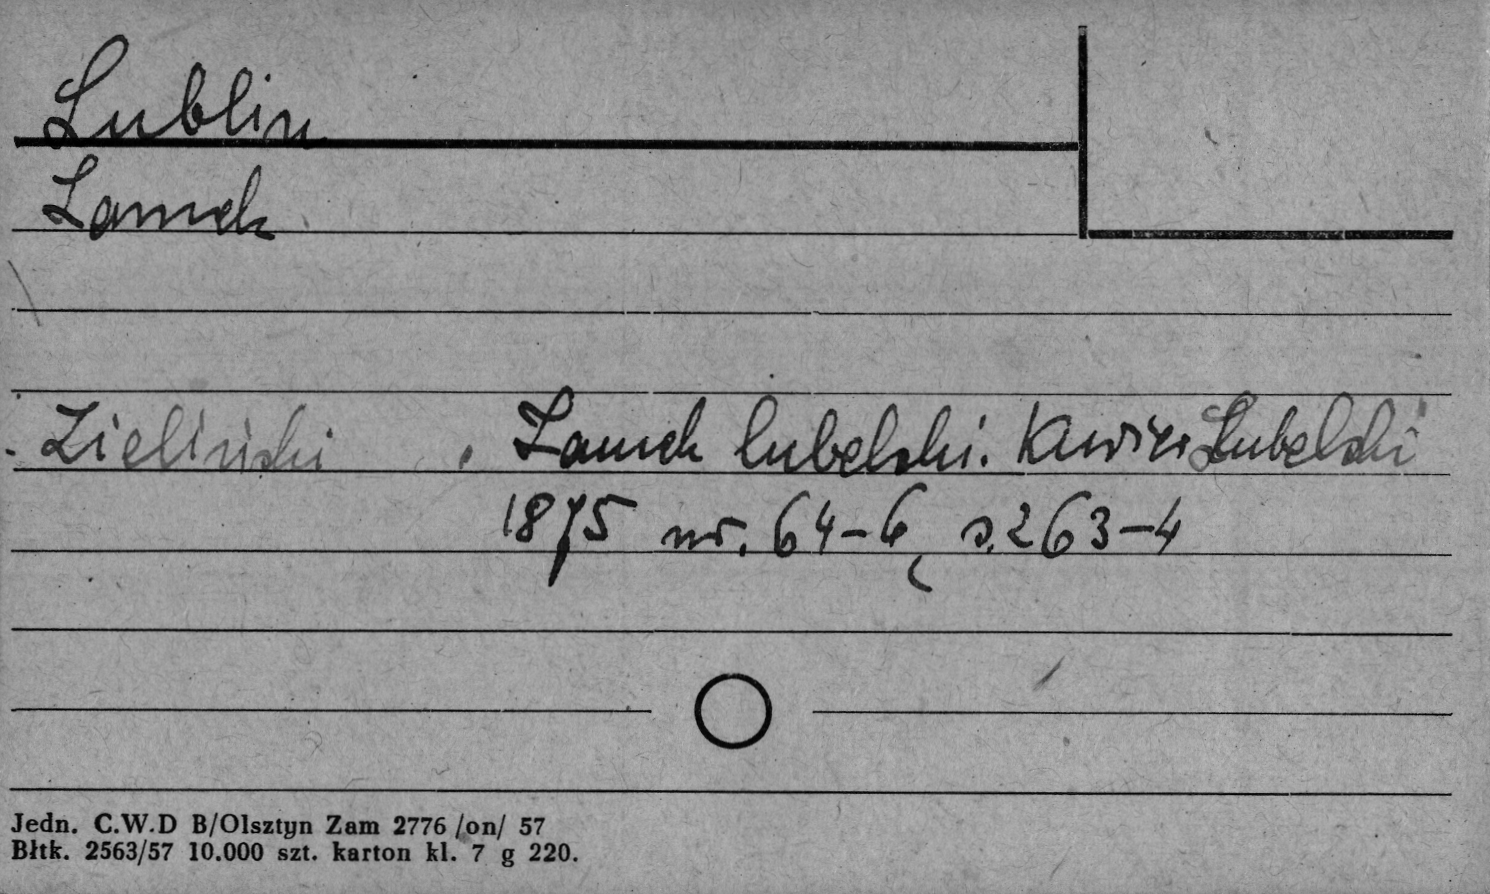 Lublin
Zamek
Zieliński . Zamek lubelski. Kurier Lubelski
1875 nr. 64-6, s. 263-4
Jedn. C.W.D B/Olsztyn Zam 2776 /on/ 57
Błtk. 2563/57 10.000 szt. karton kl. 7 g 220.